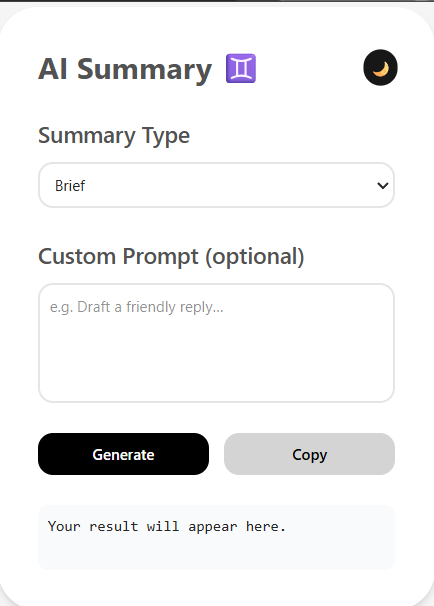 AI Summary ♊
Summary Type
Brief
Custom Prompt (optional)
e.g. Draft a friendly reply...
Generate
Copy
Your result will appear here.